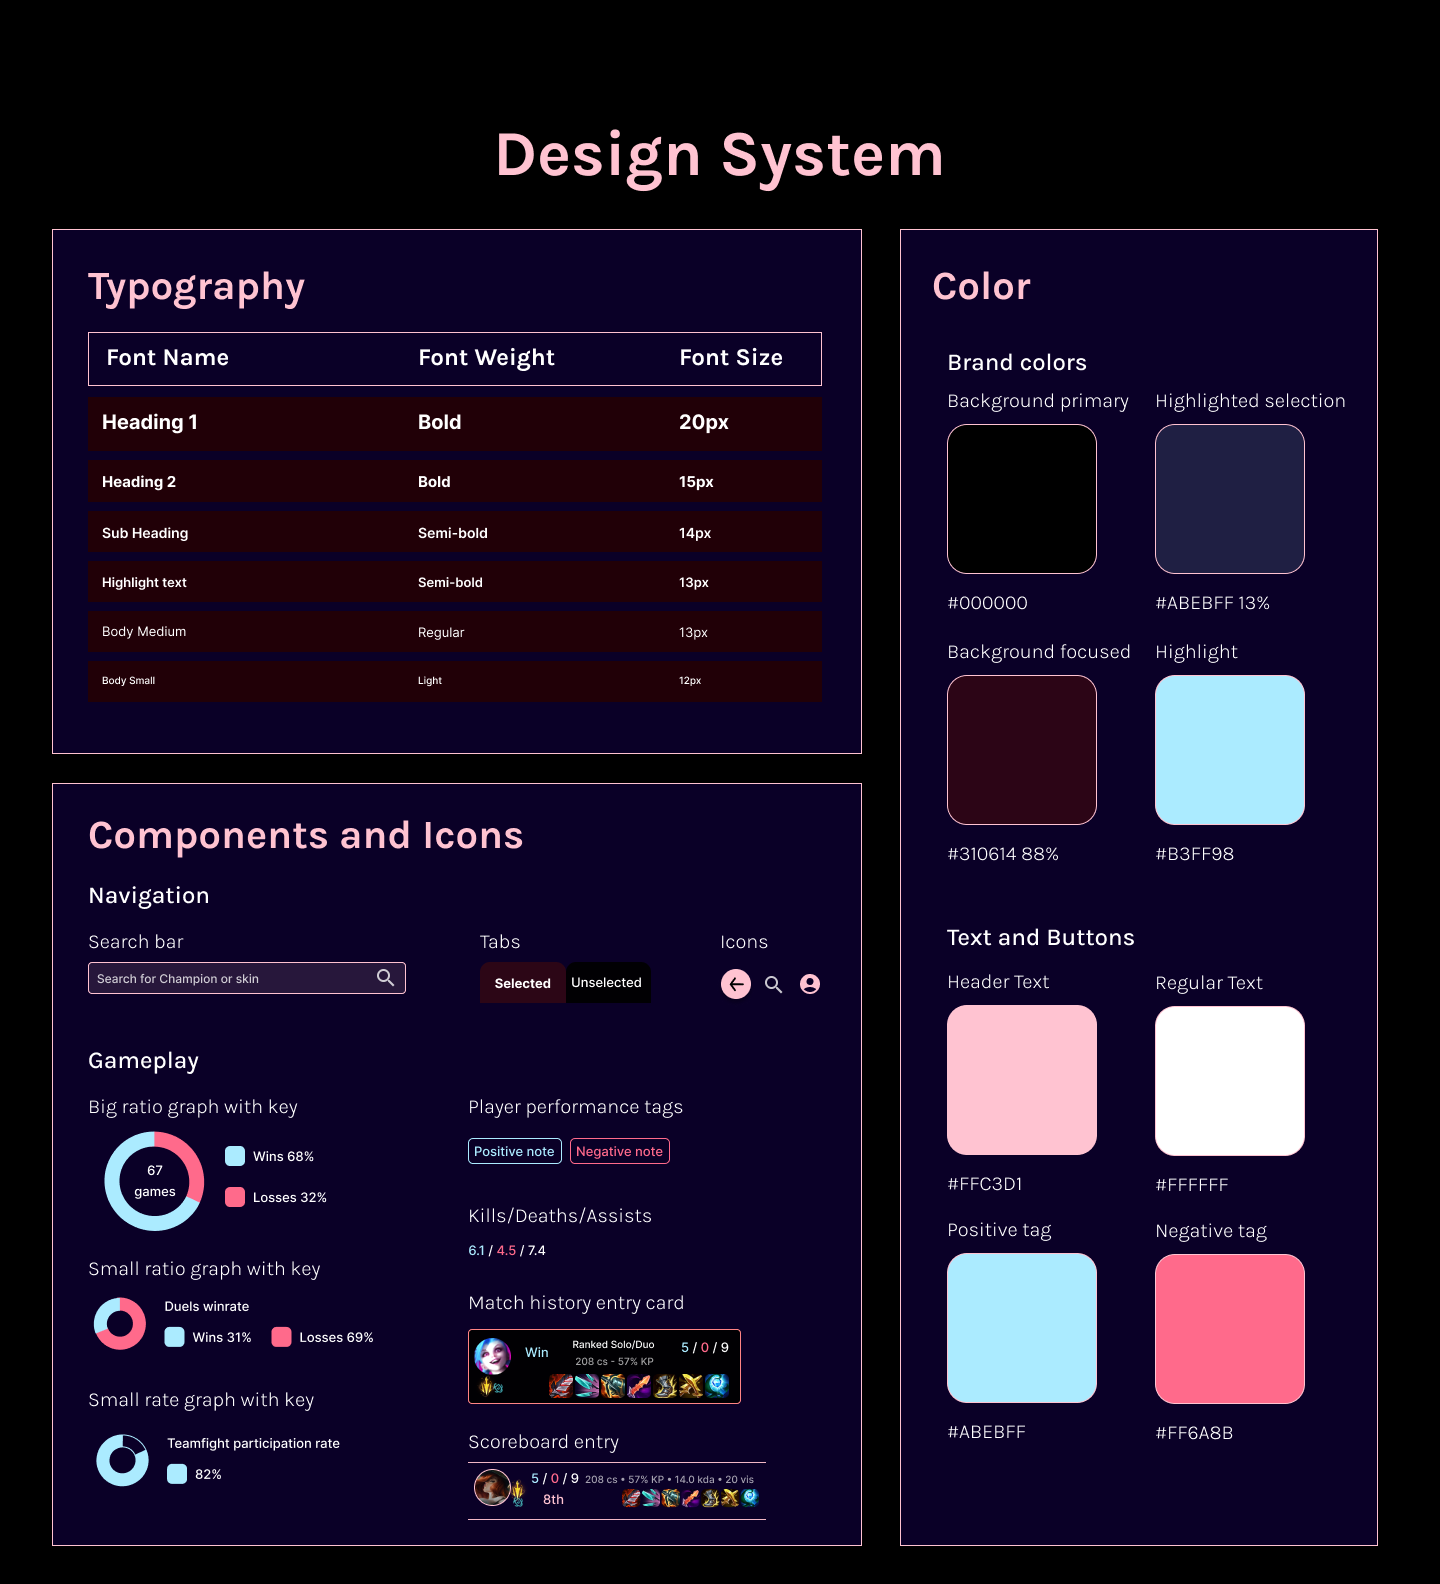 Design System
Typography
Font Name Font Weight Font Size
Heading 1 Bold 20px
Heading 2 Bold 15px
Sub Heading Semi-bold 14px
Highlight text Semi-bold 13px
Body Medium Regular 13px
Body Small Light 12px
Components and Icons
Navigation
Search bar
Search for Champion or skin
Tabs
Selected Unselected
Icons
Gameplay
Big ratio graph with key
67
games
Wins 68%
Losses 32%
Small ratio graph with key
Duels winrate
Wins 31% Losses 69%
Small rate graph with key
Teamfight participation rate
82%
Player performance tags
Positive note Negative note
Kills/Deaths/Assists
6.1 / 4.5 / 7.4
Match history entry card
Win
Ranked Solo/Duo
208 cs - 57% KP
5 / 0 / 9
Scoreboard entry
5 / 0 / 9 208 cs • 57% KP • 14.0 kda • 20 vis
8th
Color
Brand colors
Background primary Highlighted selection
#000000 #ABEBFF 13%
Background focused Highlight
#310614 88% #B3FF98
Text and Buttons
Header Text Regular Text
#FFC3D1 #FFFFFF
Positive tag Negative tag
#ABEBFF #FF6A8B